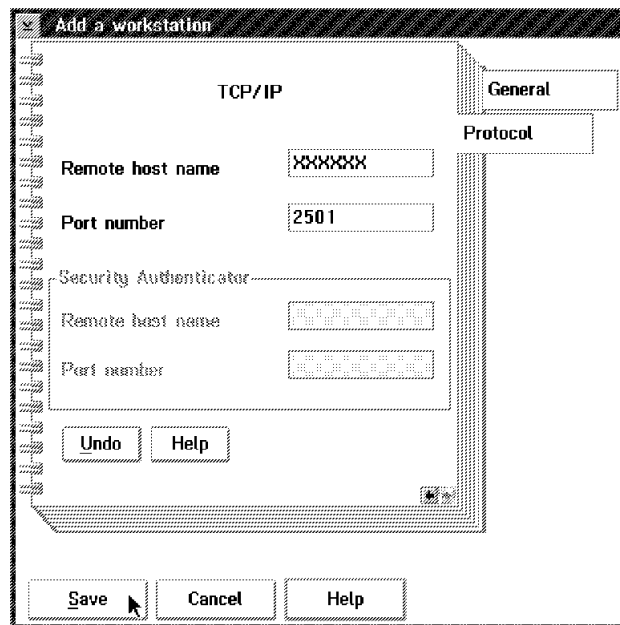 Add a workstation
TCP/IP
General
Protocol
Remote host name XXXXXX
Port number 2501
Security Authenticator
Remote host name
Port number
Undo Help
Save Cancel Help